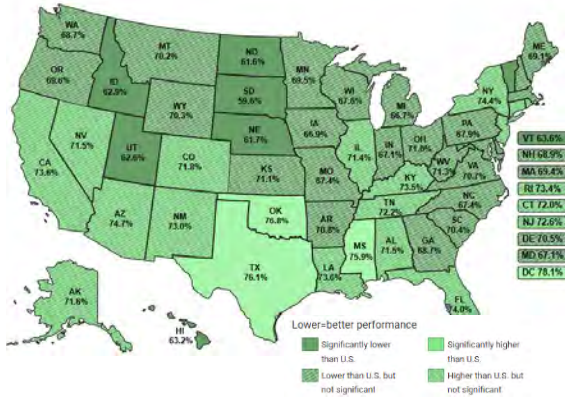 WA
68.7%
OR
69.6%
CA
73.6%
NV
71.5%
ID
62.9%
MT
70.2%
WY
70.3%
UT
62.6%
AZ
74.7%
CO
71.8%
NM
73.0%
ND
61.6%
SD
59.6%
NE
61.7%
KS
71.1%
OK
76.8%
TX
76.1%
MN
69.5%
IA
66.9%
MO
67.4%
AR
70.8%
LA
73.6%
WI
67.6%
IL
71.4%
MS
75.9%
MI
66.7%
IN
67.1%
OH
71.0%
KY
73.5%
TN
72.2%
AL
71.5%
GA
68.7%
FL
74.0%
SC
70.4%
NC
67.4%
VA
70.7%
WV
71.3%
PA
67.9%
NY
74.4%
ME
69.1%
VT 63.6%
NH 68.9%
MA 69.4%
RI 73.4%
CT 72.0%
NJ 72.6%
DE 70.5%
MD 67.1%
DC 78.1%
AK
71.6%
HI
63.2%
Lower=better performance
Significantly lower
than U.S.
Significantly higher
than U.S.
Lower than U.S. but
not significant
Higher than U.S. but
not significant